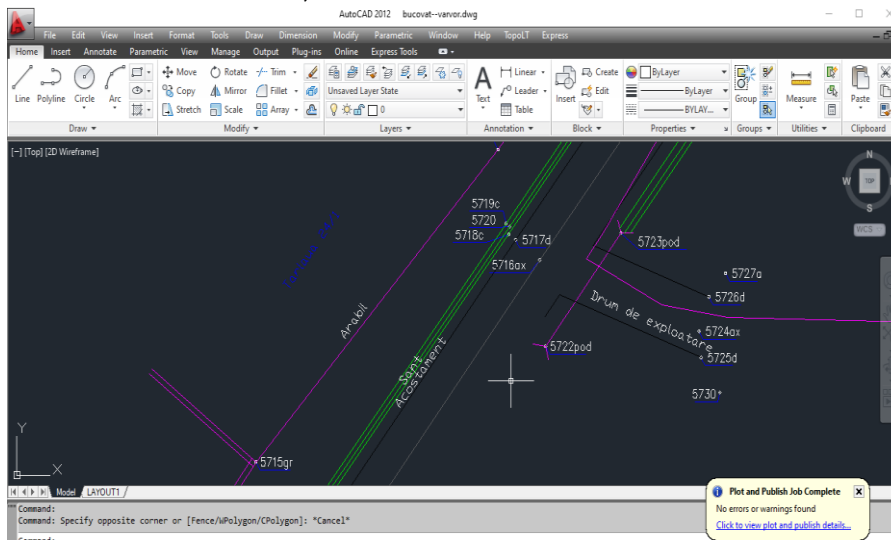 AutoCAD 2012 bucovat--varvor.dwg
File Edit View Insert Format Tools Draw Dimension Modify Parametric Window Help TopoLT Express
Home Insert Annotate Parametric View Manage Output Plug-ins Online Express Tools
Line Polyline Circle Arc
Move Rotate Trim
Copy Mirror Fillet
Stretch Scale Array
Unsaved Layer State
0
Text
Linear
Leader
Table
Insert
Create
Edit
ByLayer
ByLayer
BYLAY...
Group
Measure
Paste
Draw Modify Layers Annotation Block Properties Groups Utilities Clipboard
[-] [Top] [2D Wireframe]
N
W
TOP
S
WCS
5719c
5720
5718c
5717d
5716ax
5723pod
5727a
5726d
Drum de exploatare
5724ax
5725d
5722pod
5730
Arabil
Sant
Acostament
5715gr
Y
X
Model LAYOUT1
Command:
Command: Specify opposite corner or [Fence/WPolygon/CPolygon]: *Cancel*
Command:
Plot and Publish Job Complete
No errors or warnings found
Click to view plot and publish details...